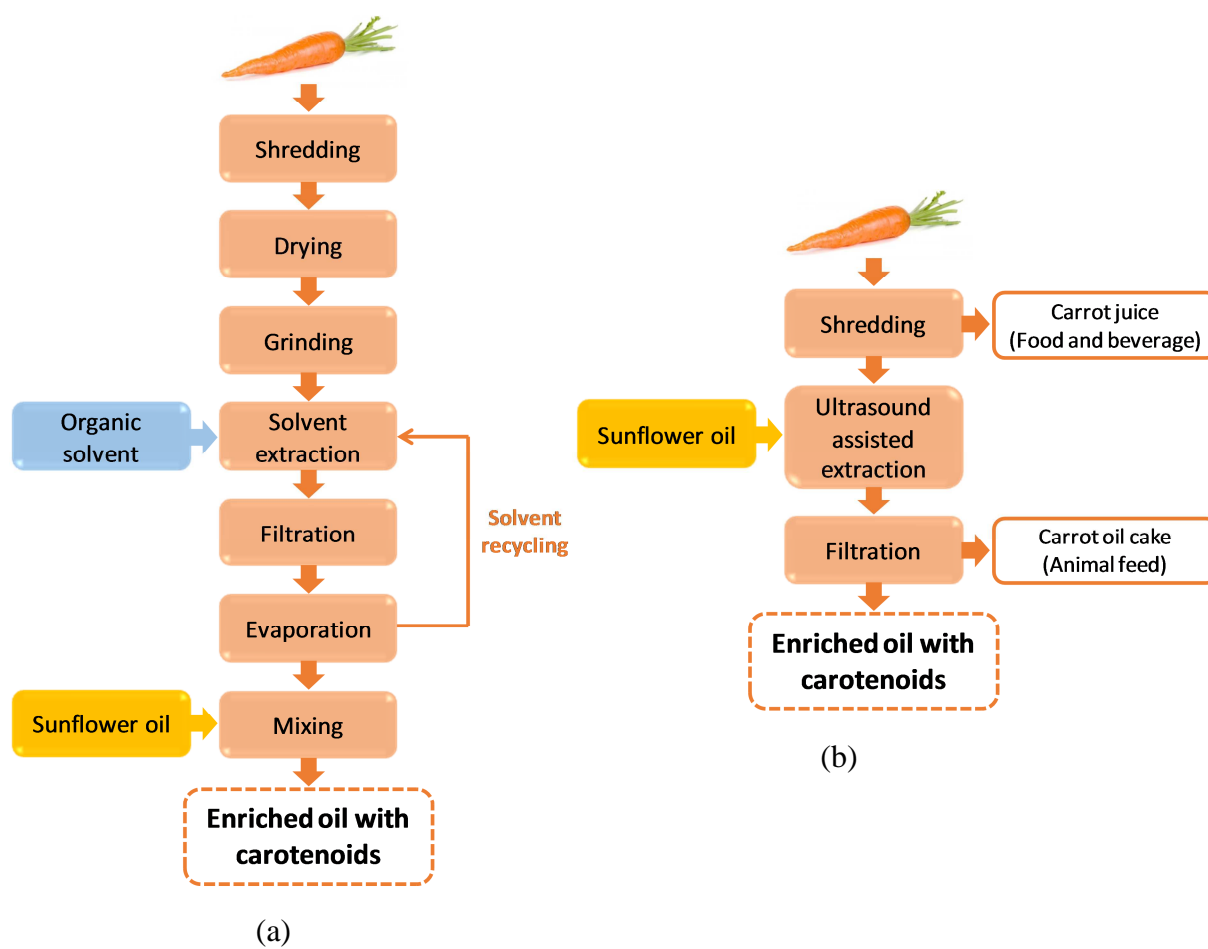 Shredding
Drying
Grinding
Organic
solvent
Solvent
extraction
Filtration
Solvent
recycling
Evaporation
Sunflower oil
Mixing
Enriched oil with
carotenoids
(a)
Shredding
Carrot juice
(Food and beverage)
Sunflower oil
Ultrasound
assisted
extraction
Filtration
Carrot oil cake
(Animal feed)
Enriched oil with
carotenoids
(b)